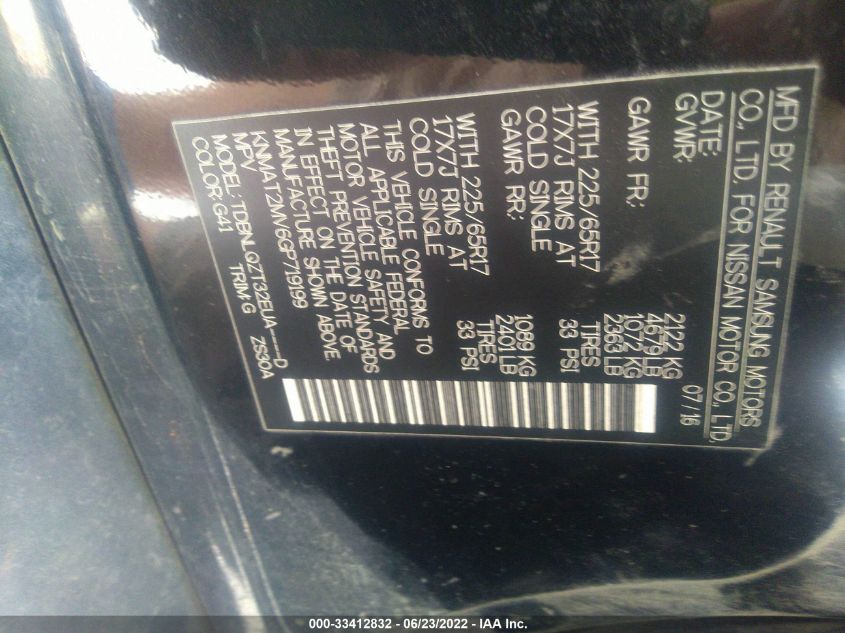 MFD BY RENAULT SAMSUNG MOTORS
CO., LTD. FOR NISSAN MOTOR CO., LTD.
DATE: 07/16
GVWR: 2122 KG
4679 LB
GAWR FR: 1072 KG
2363 LB
WITH 225/65R17 TIRES
17X7J RIMS AT 33 PSI
COLD SINGLE
GAWR RR: 1089 KG
2401 LB
WITH 225/65R17 TIRES
17X7J RIMS AT 33 PSI
COLD SINGLE
THIS VEHICLE CONFORMS TO
ALL APPLICABLE FEDERAL
MOTOR VEHICLE SAFETY AND
THEFT PREVENTION STANDARDS
IN EFFECT ON THE DATE OF
MANUFACTURE SHOWN ABOVE.
KNMAT2MV6GP719199
MPV
MODEL: TDBNLQZT32EUA----D
COLOR: G41 TRIM: G ZS90A
000-33412832 - 06/23/2022 - IAA Inc.